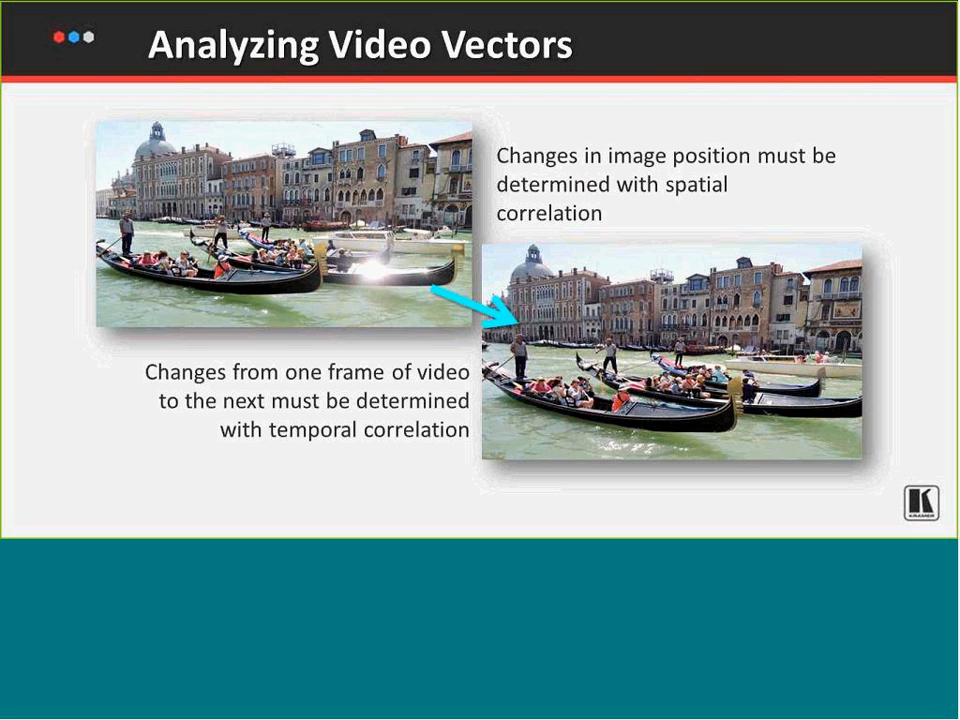 Analyzing Video Vectors
Changes in image position must be
determined with spatial
correlation
Changes from one frame of video
to the next must be determined
with temporal correlation
KRAMER